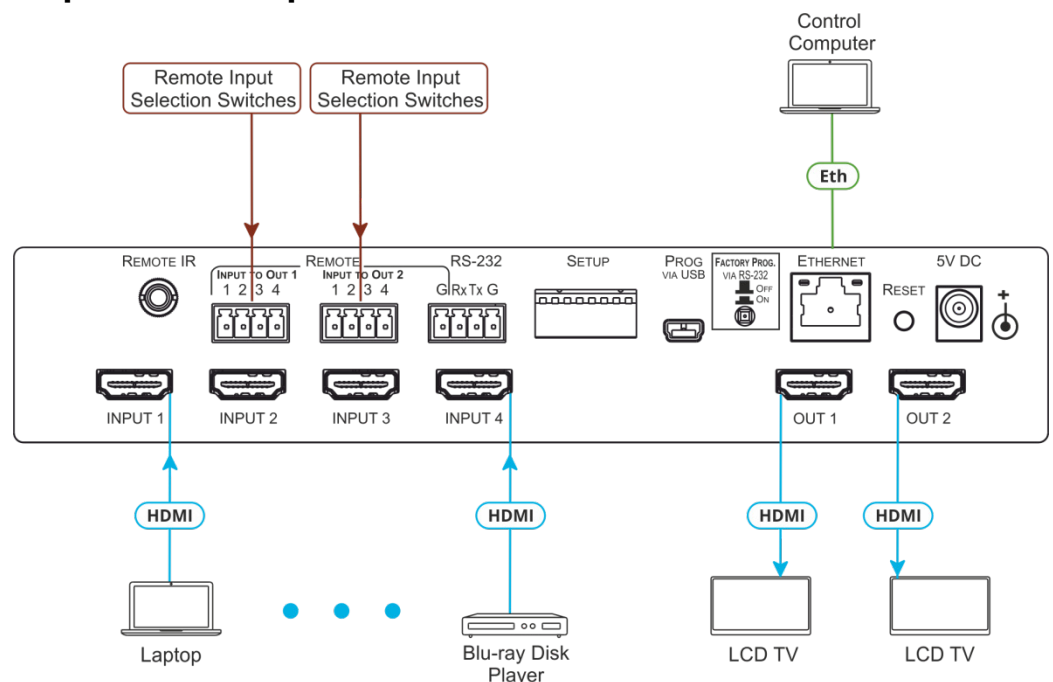 Control
Computer
Remote Input
Selection Switches
Remote Input
Selection Switches
Eth
REMOTE IR
REMOTE
INPUT TO OUT 1
1 2 3 4
INPUT TO OUT 2
1 2 3 4
RS-232
G Rx Tx G
SETUP
PROG
VIA USB
FACTORY PROG.
VIA RS-232
OFF
ON
ETHERNET
RESET
5V DC
+
INPUT 1
INPUT 2
INPUT 3
INPUT 4
OUT 1
OUT 2
HDMI
HDMI
HDMI
HDMI
Laptop
Blu-ray Disk
Player
LCD TV
LCD TV